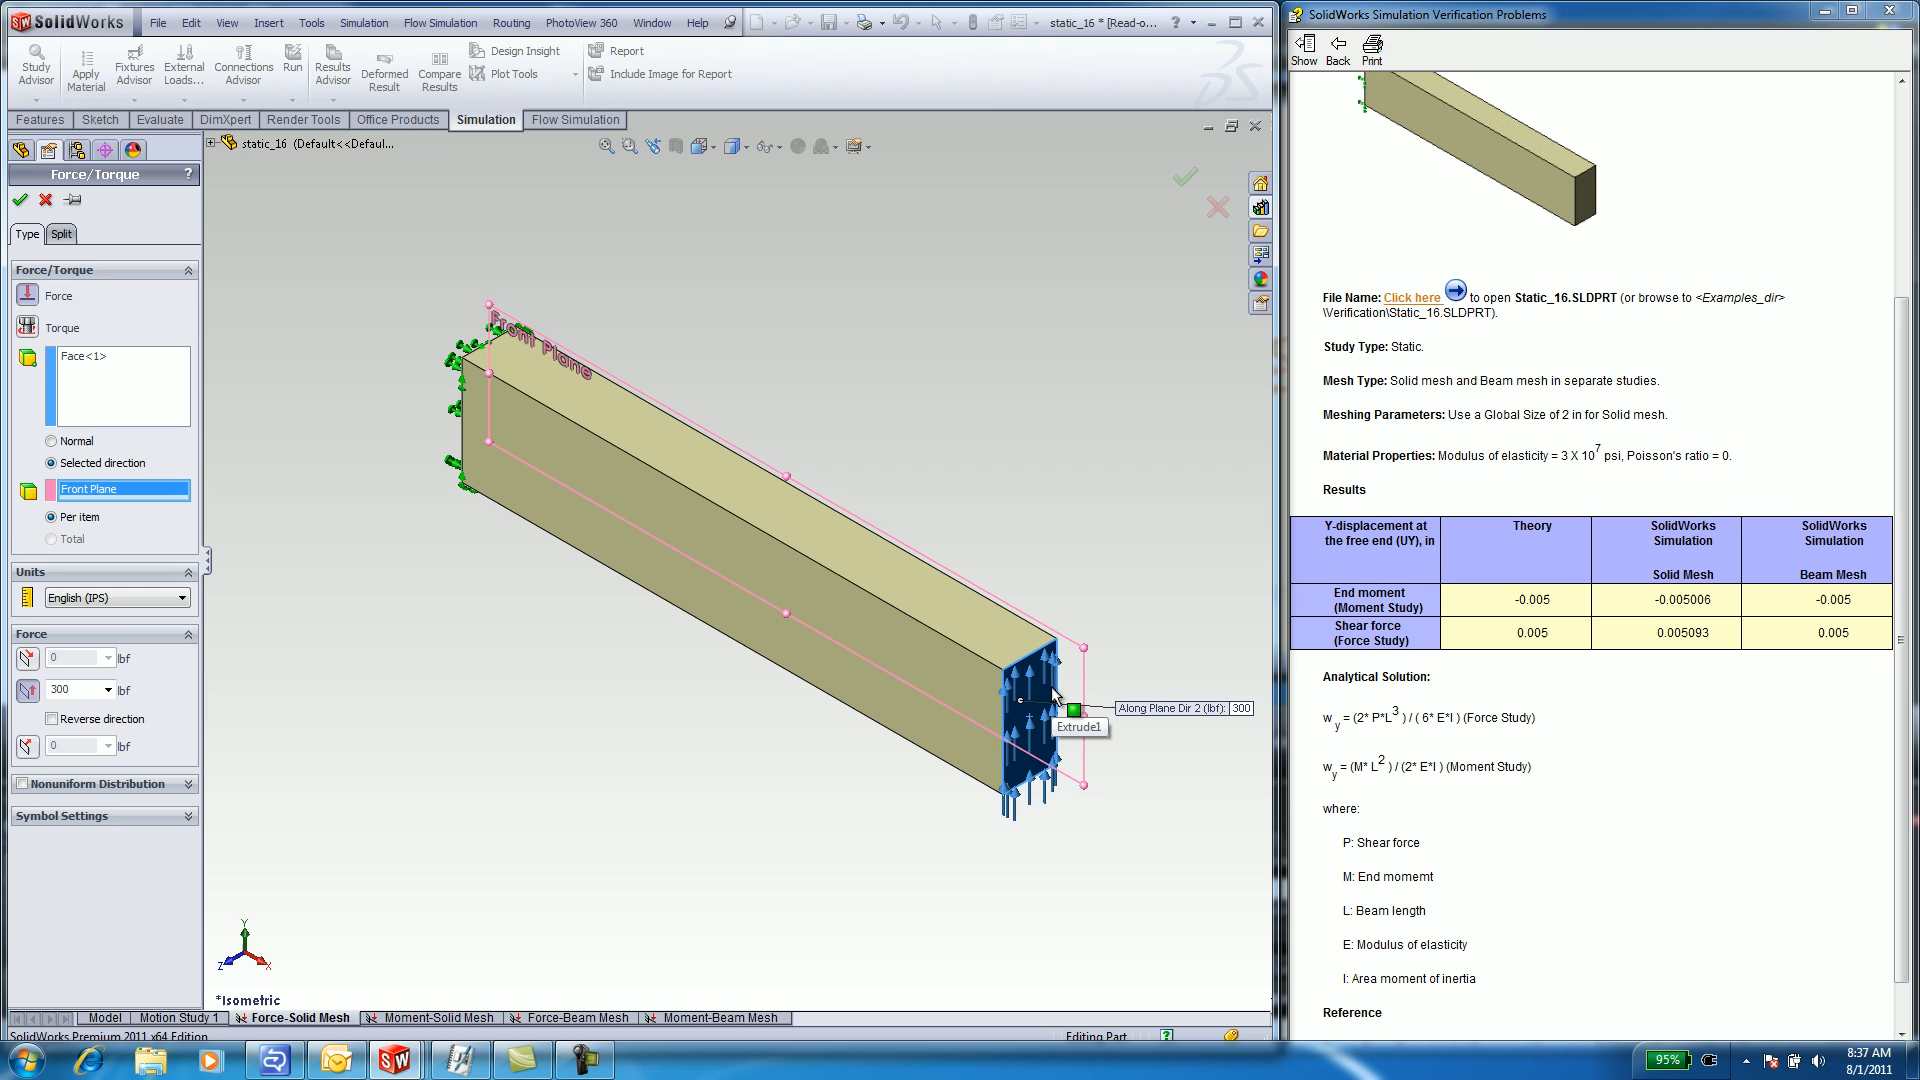 SolidWorks
File Edit View Insert Tools Simulation Flow Simulation Routing PhotoView 360 Window Help
static_16 * [Read-o...
Study Advisor
Apply Material
Fixtures Advisor
External Loads...
Connections Advisor
Run
Results Advisor
Deformed Result
Compare Results
Design Insight
Plot Tools
Report
Include Image for Report
Features Sketch Evaluate DimXpert Render Tools Office Products Simulation Flow Simulation
static_16 (Default<<Defaul...
Force/Torque ?
Type Split
Force/Torque
Force
Torque
Face<1>
Normal
Selected direction
Front Plane
Per item
Total
Units
English (IPS)
Force
0 lbf
300 lbf
Reverse direction
0 lbf
Nonuniform Distribution
Symbol Settings
Front Plane
Along Plane Dir 2 (lbf): 300
Extrude1
Y
Z X
*Isometric
Model Motion Study 1 Force-Solid Mesh Moment-Solid Mesh Force-Beam Mesh Moment-Beam Mesh
SolidWorks Premium 2011 x64 Edition
Editing Part
SolidWorks Simulation Verification Problems
Show Back Print
File Name: Click here to open Static_16.SLDPRT (or browse to <Examples_dir>
\Verification\Static_16.SLDPRT).
Study Type: Static.
Mesh Type: Solid mesh and Beam mesh in separate studies.
Meshing Parameters: Use a Global Size of 2 in for Solid mesh.
Material Properties: Modulus of elasticity = 3 X 10^7 psi, Poisson's ratio = 0.
Results
Y-displacement at the free end (UY), in Theory SolidWorks Simulation Solid Mesh SolidWorks Simulation Beam Mesh
End moment (Moment Study) -0.005 -0.005006 -0.005
Shear force (Force Study) 0.005 0.005093 0.005
Analytical Solution:
w_y = (2* P*L^3 ) / ( 6* E*I ) (Force Study)
w_y = (M* L^2 ) / (2* E*I ) (Moment Study)
where:
P: Shear force
M: End momemt
L: Beam length
E: Modulus of elasticity
I: Area moment of inertia
Reference
95%
8:37 AM
8/1/2011